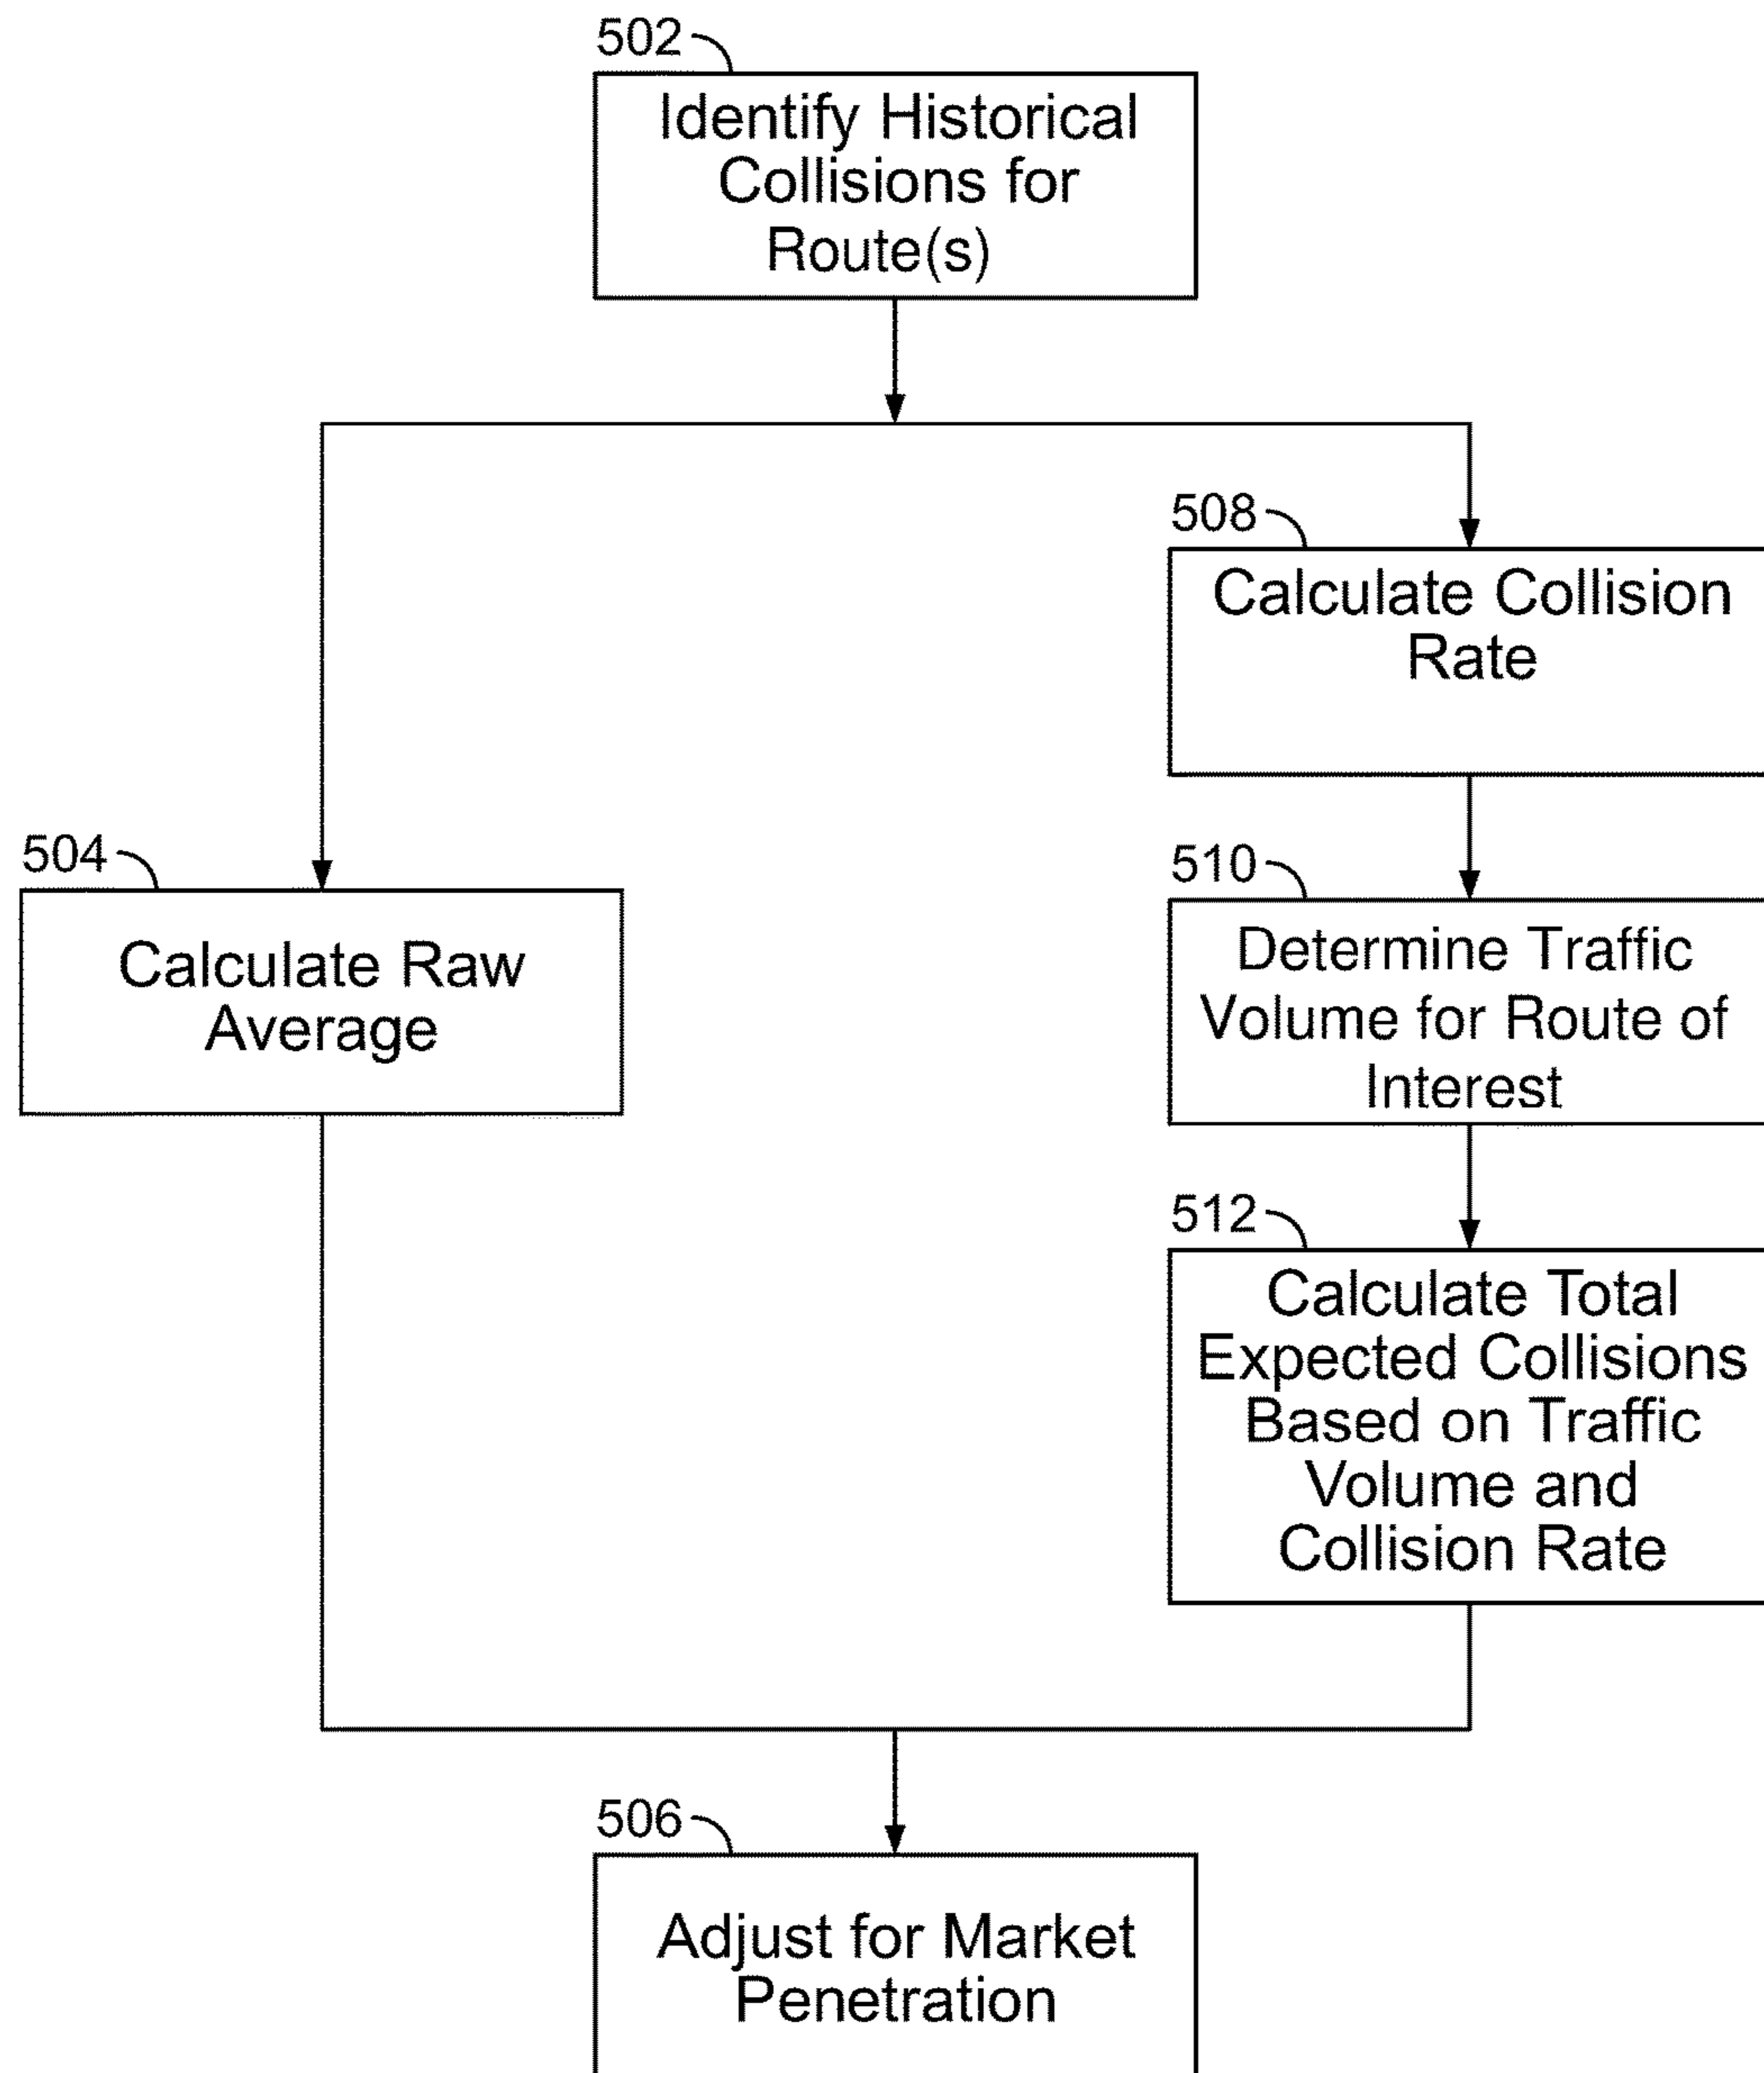 502
Identify Historical
Collisions for
Route(s)
508
Calculate Collision
Rate
504
Calculate Raw
Average
510
Determine Traffic
Volume for Route of
Interest
512
Calculate Total
Expected Collisions
Based on Traffic
Volume and
Collision Rate
506
Adjust for Market
Penetration